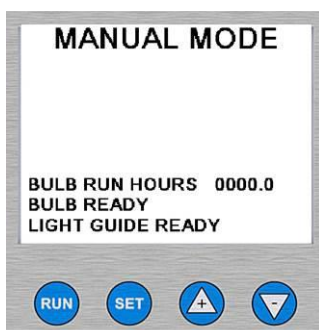 MANUAL MODE
BULB RUN HOURS 0000.0
BULB READY
LIGHT GUIDE READY
RUN SET + -